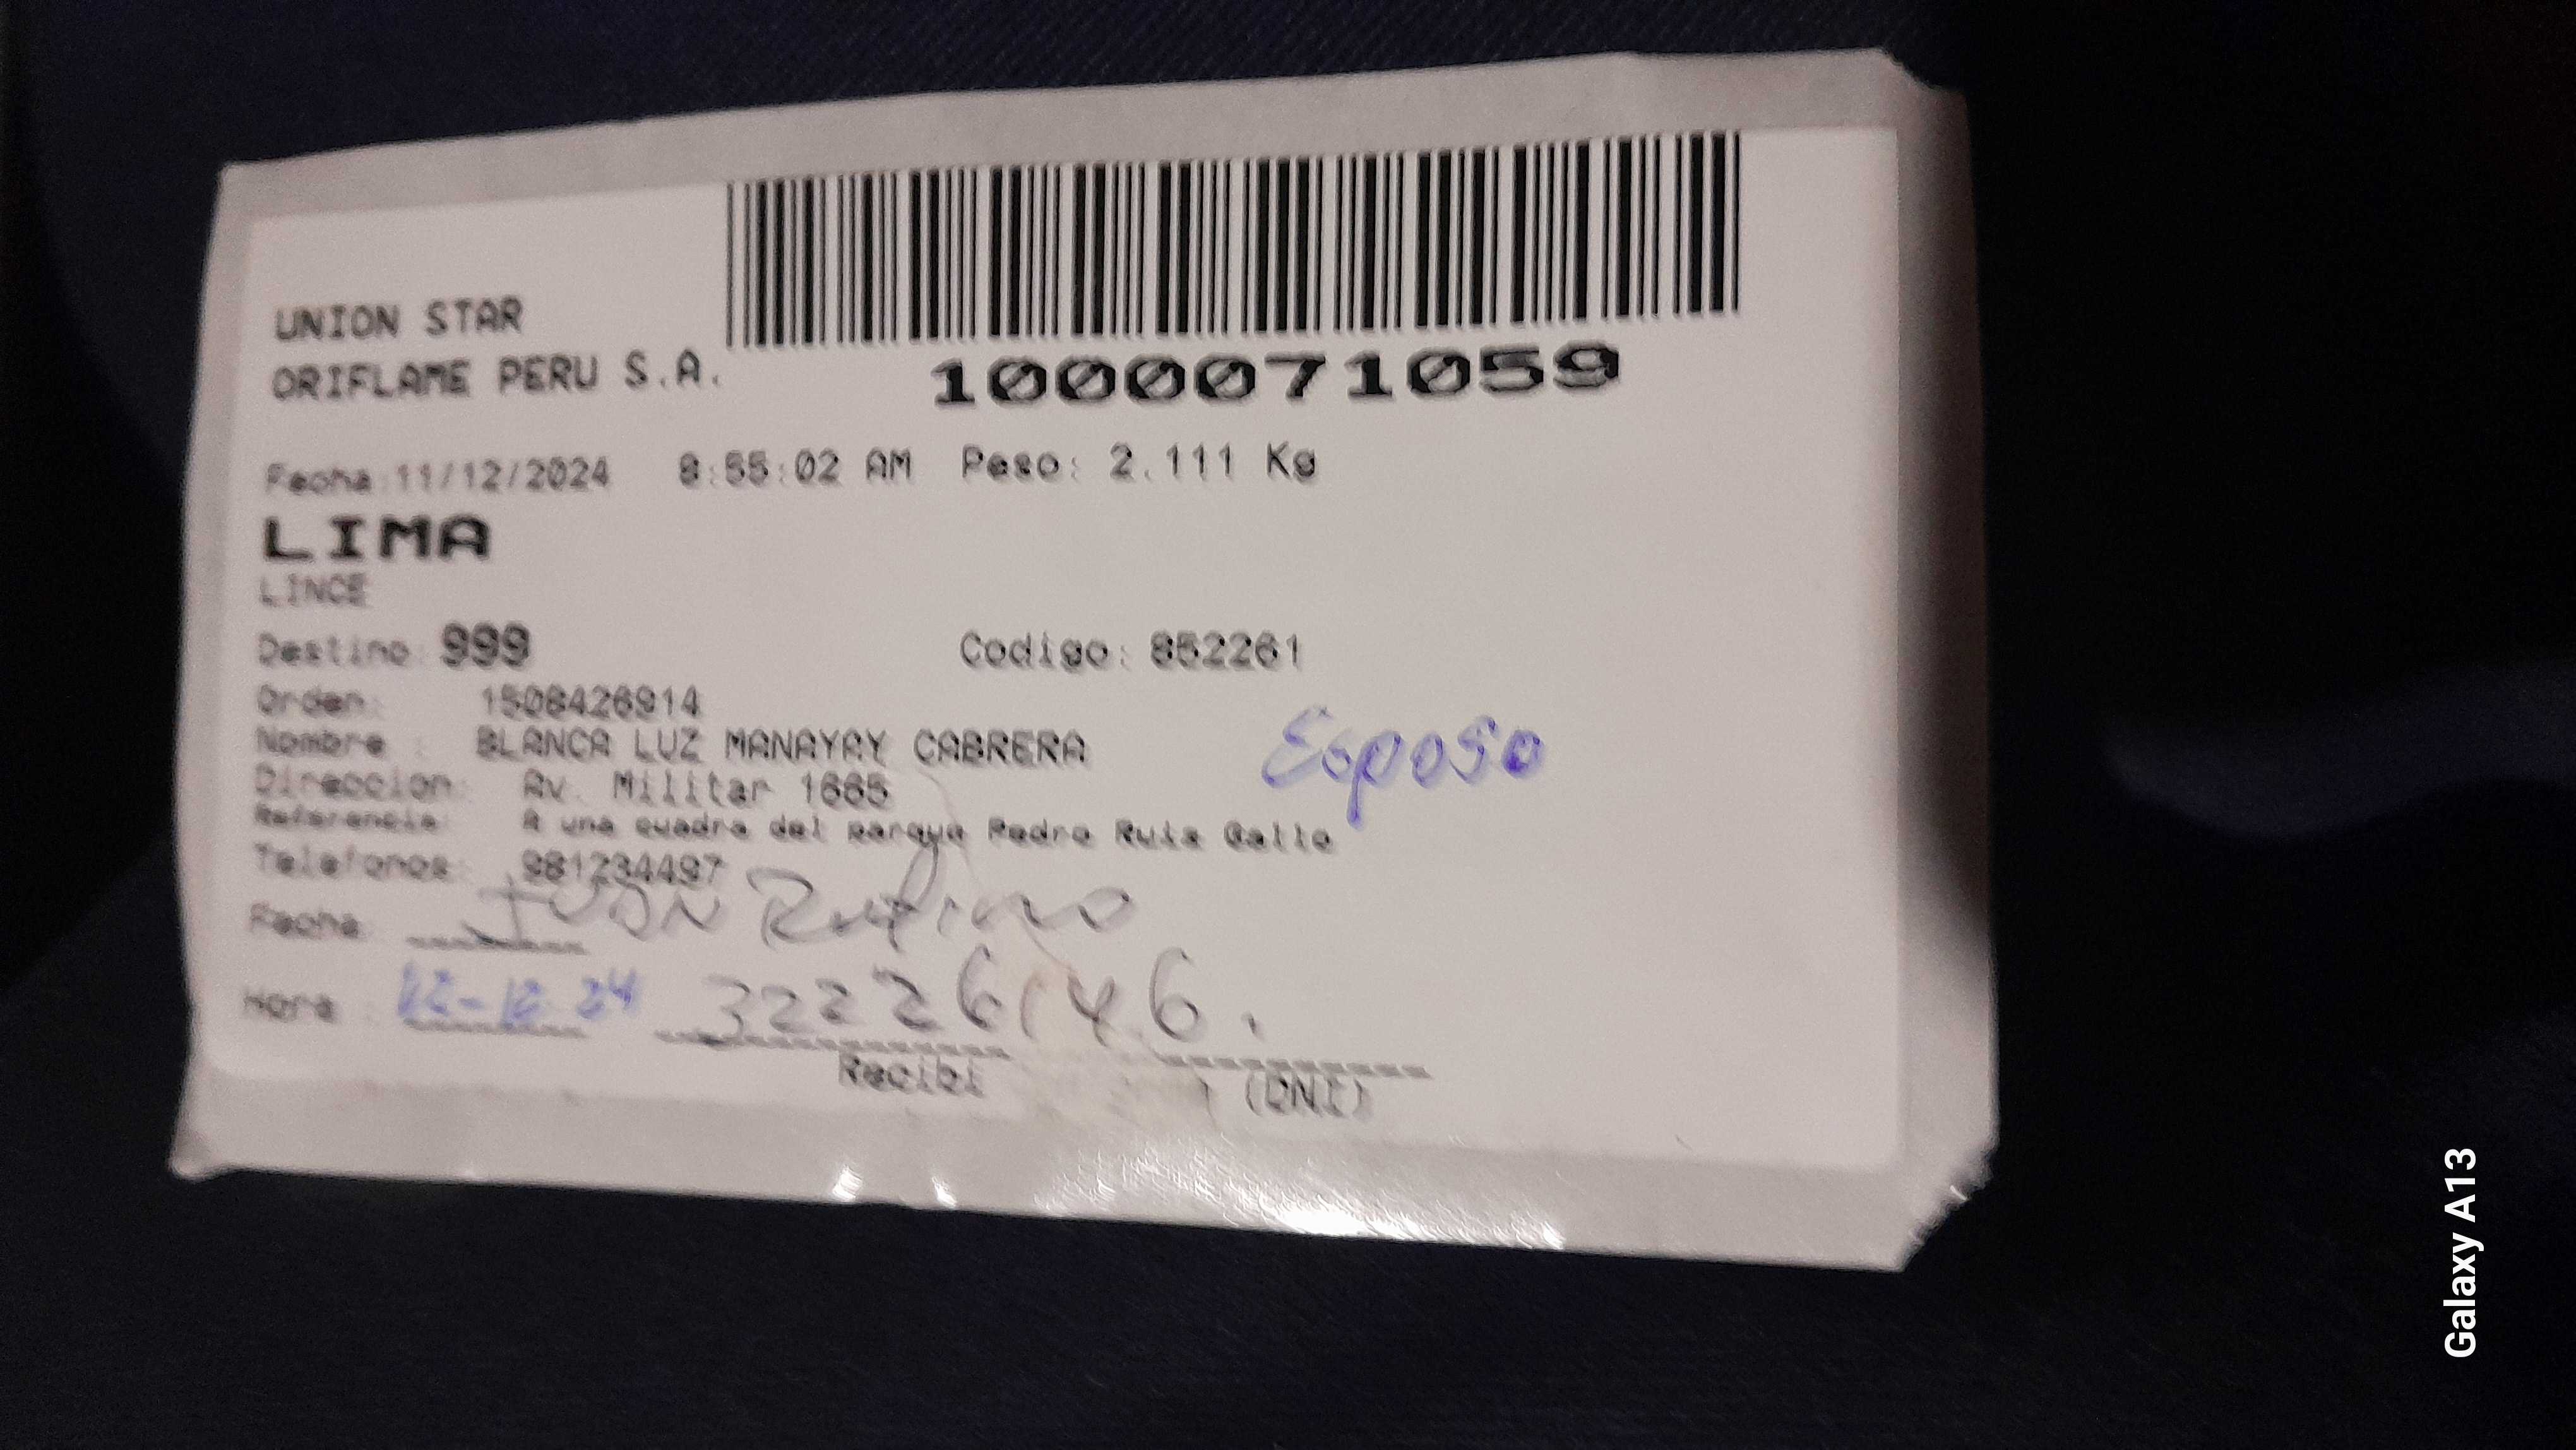 UNION STAR
ORIFLAME PERU S.A.
1000071059
Fecha:11/12/2024 8:55:02 AM Peso: 2.111 Kg
LIMA
LINCE
Destino: 999 Codigo: 852261
Orden: 1508426914
Nombre : BLANCA LUZ MANAYAY CABRERA
Esposo
Direccion: Av. Militar 1665
Referencia: A una cuadra del parque Pedro Ruiz Gallo
Telefonos: 981234497
Fecha: JUAN Rufino
Hora : 12-12 24 32226146.
Recibi (DNI)
Galaxy A13